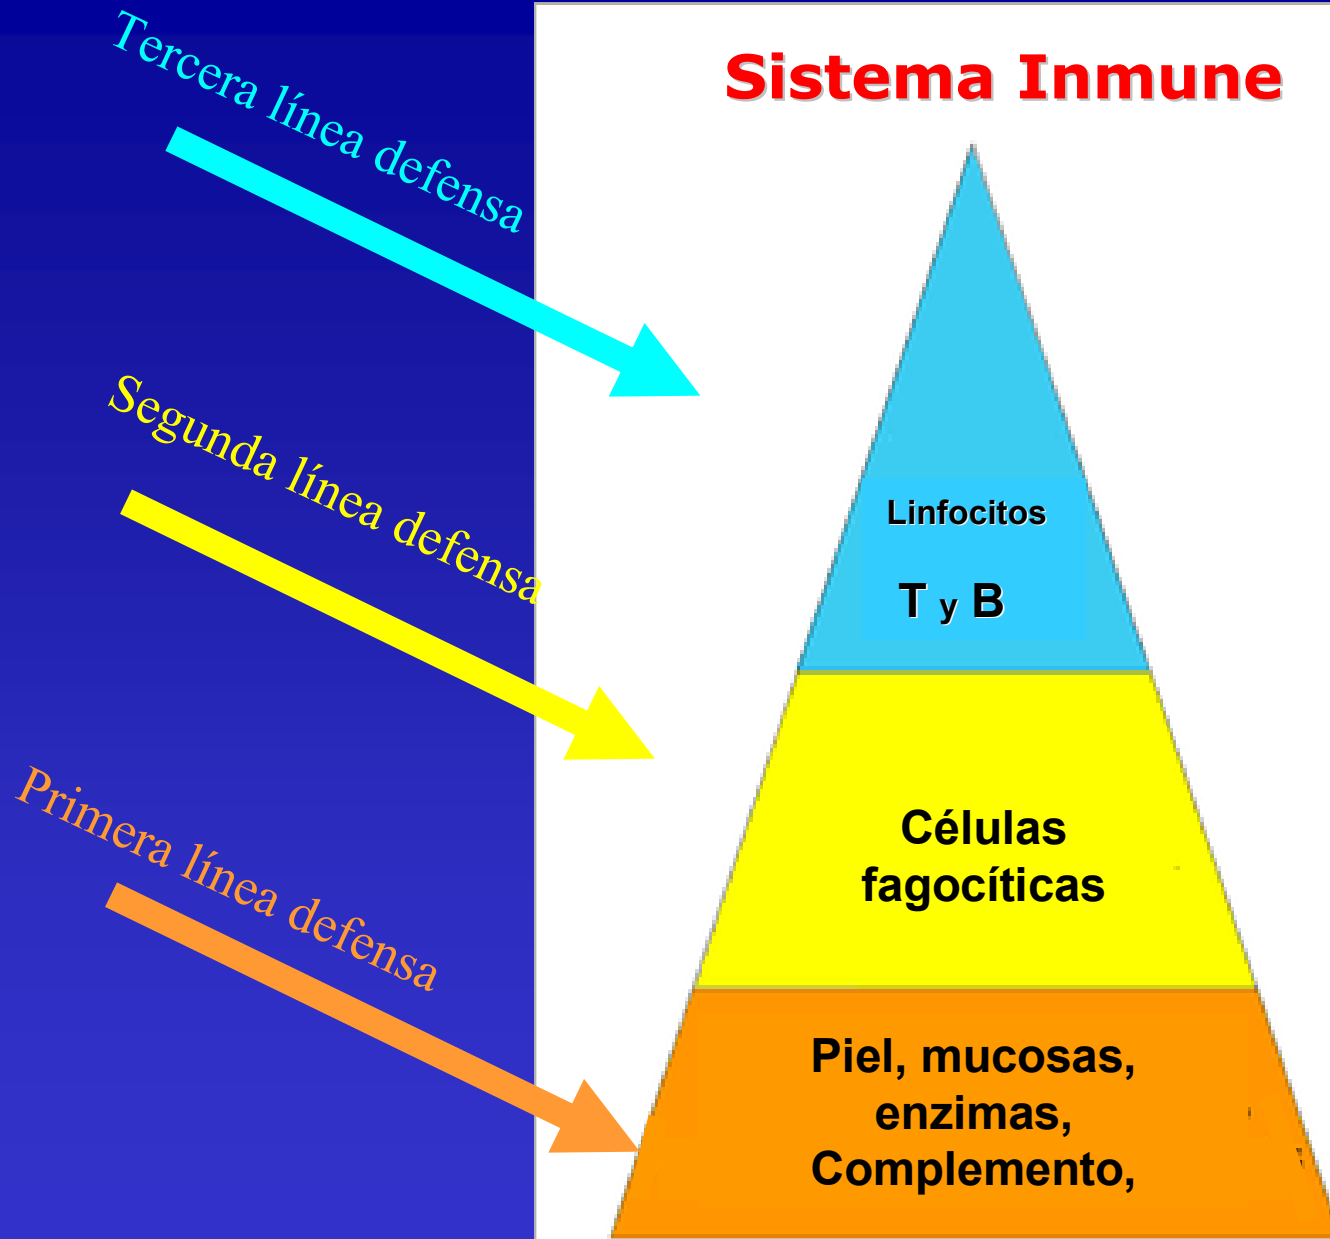 Sistema Inmune
Tercera línea defensa
Linfocitos
T y B
Segunda línea defensa
Células
fagocíticas
Primera línea defensa
Piel, mucosas,
enzimas,
Complemento,